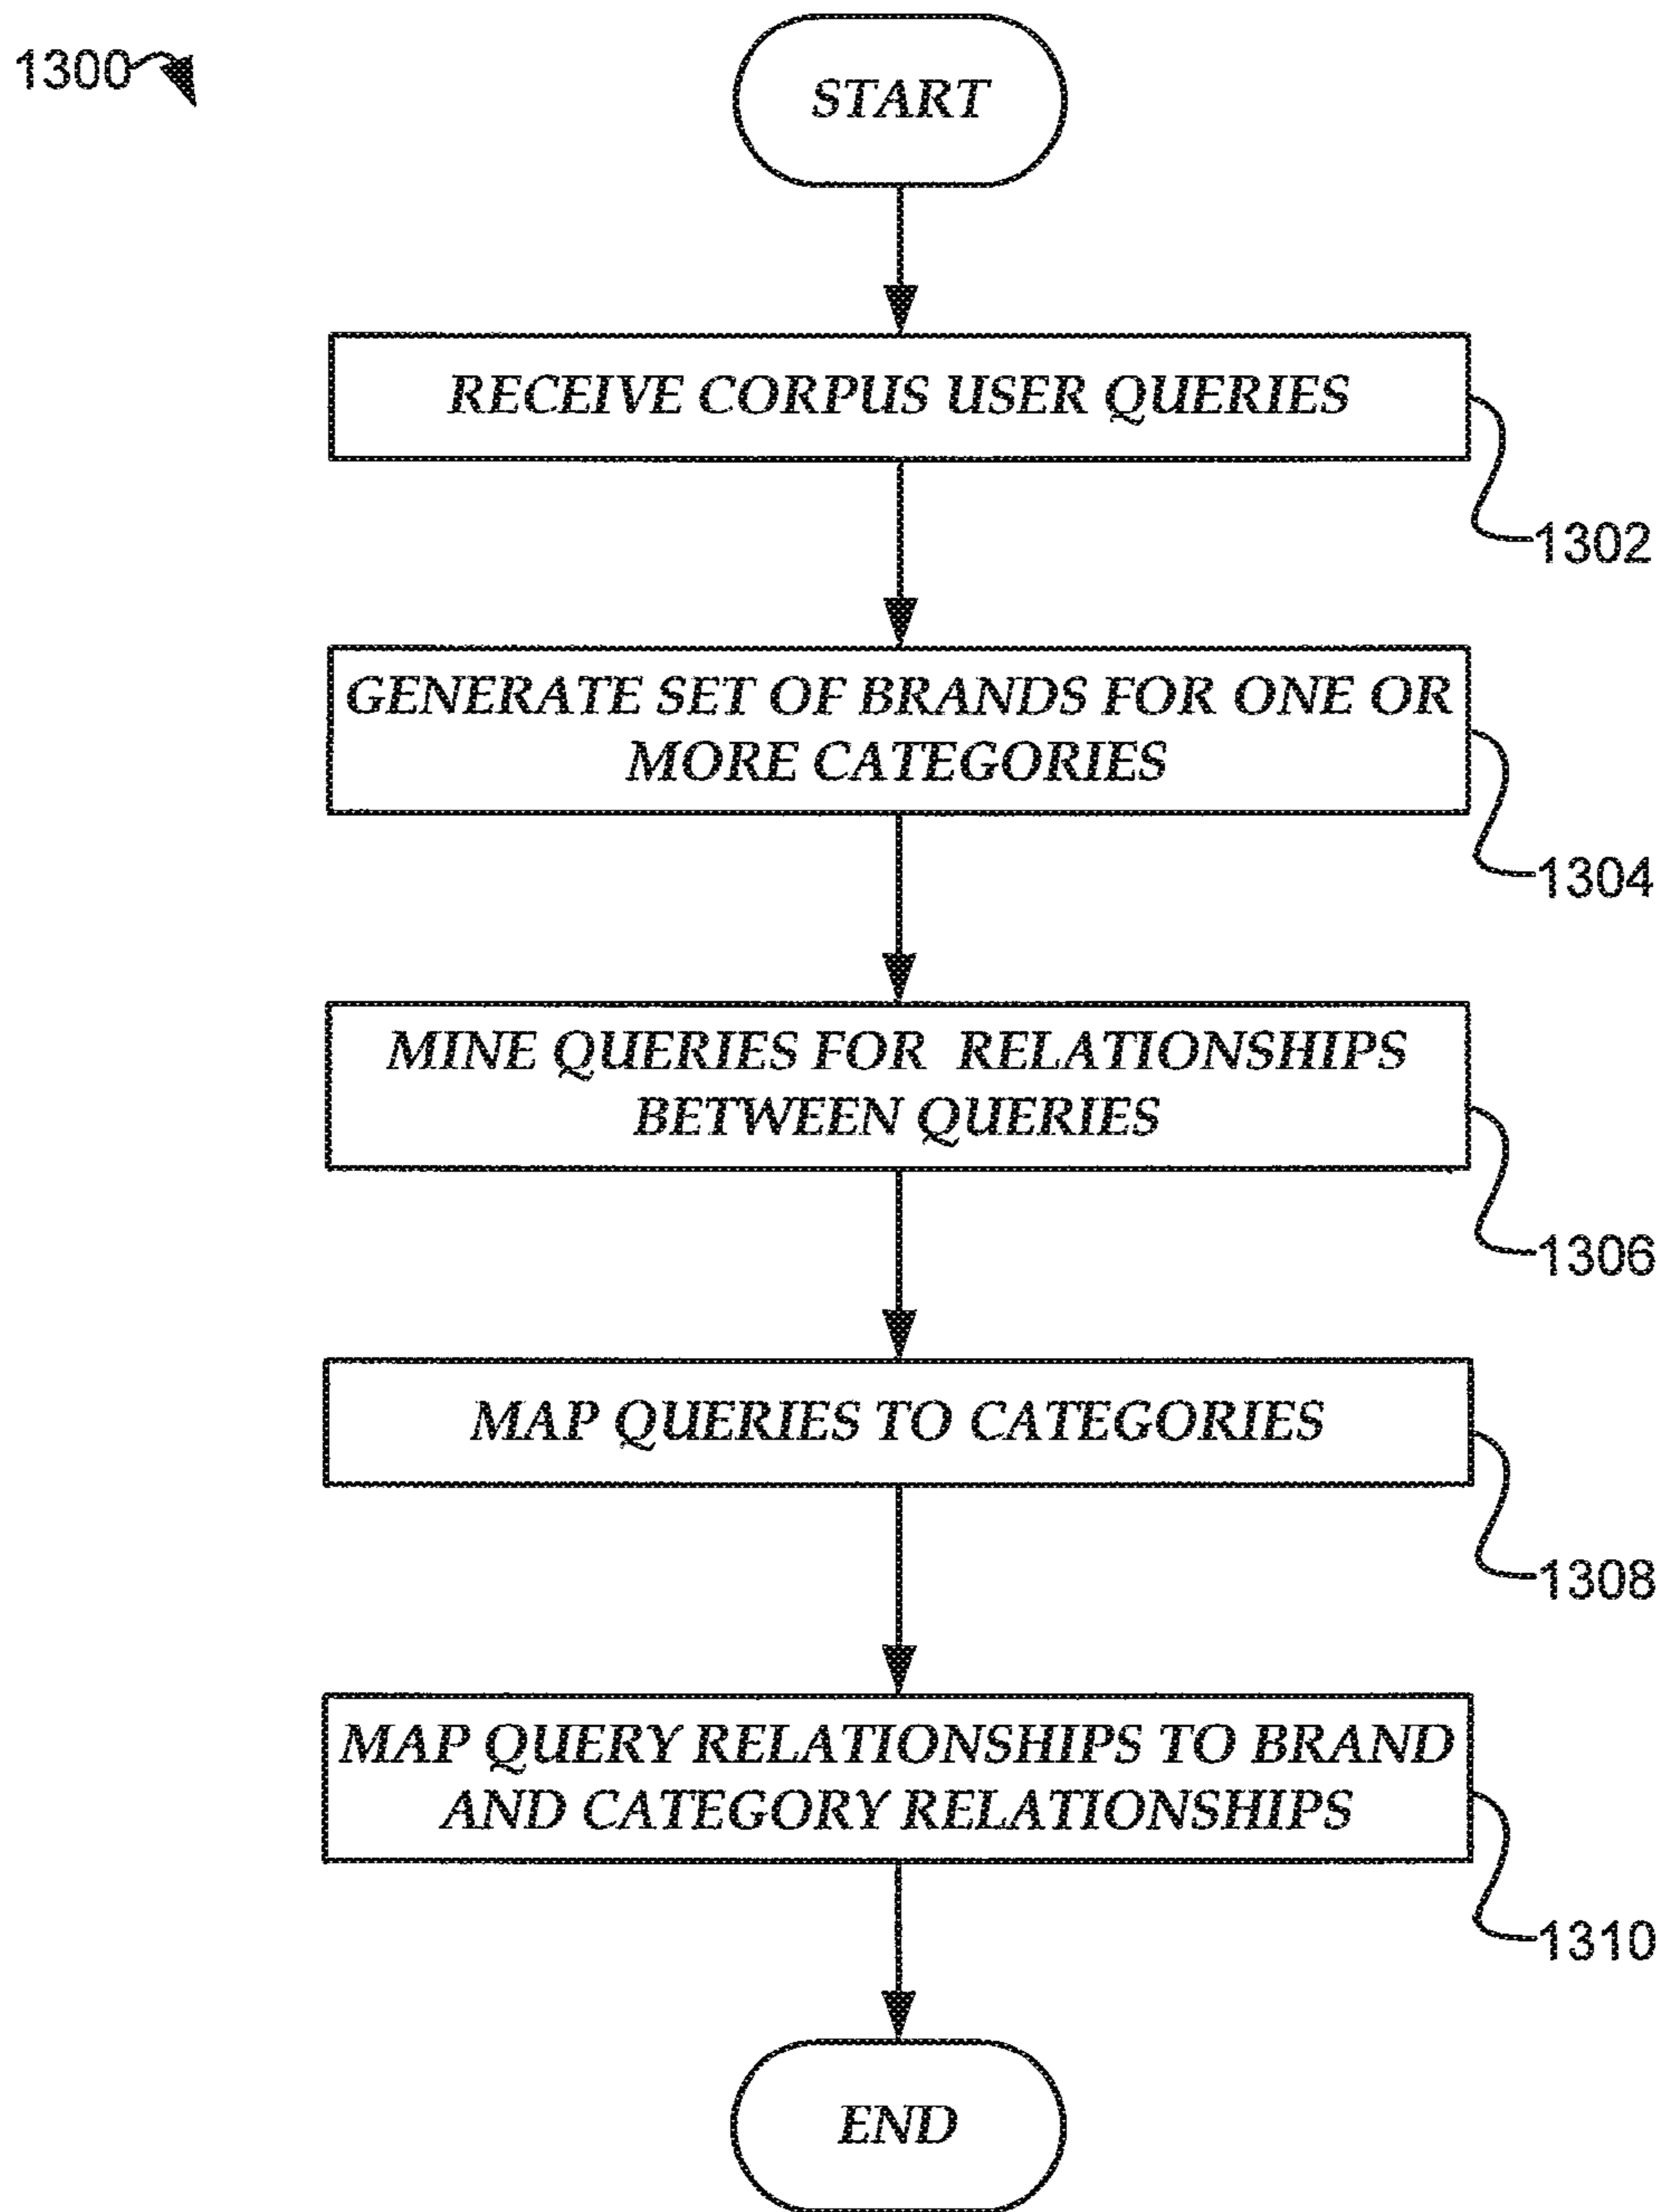 1300
START
RECEIVE CORPUS USER QUERIES
1302
GENERATE SET OF BRANDS FOR ONE OR
MORE CATEGORIES
1304
MINE QUERIES FOR RELATIONSHIPS
BETWEEN QUERIES
1306
MAP QUERIES TO CATEGORIES
1308
MAP QUERY RELATIONSHIPS TO BRAND
AND CATEGORY RELATIONSHIPS
1310
END